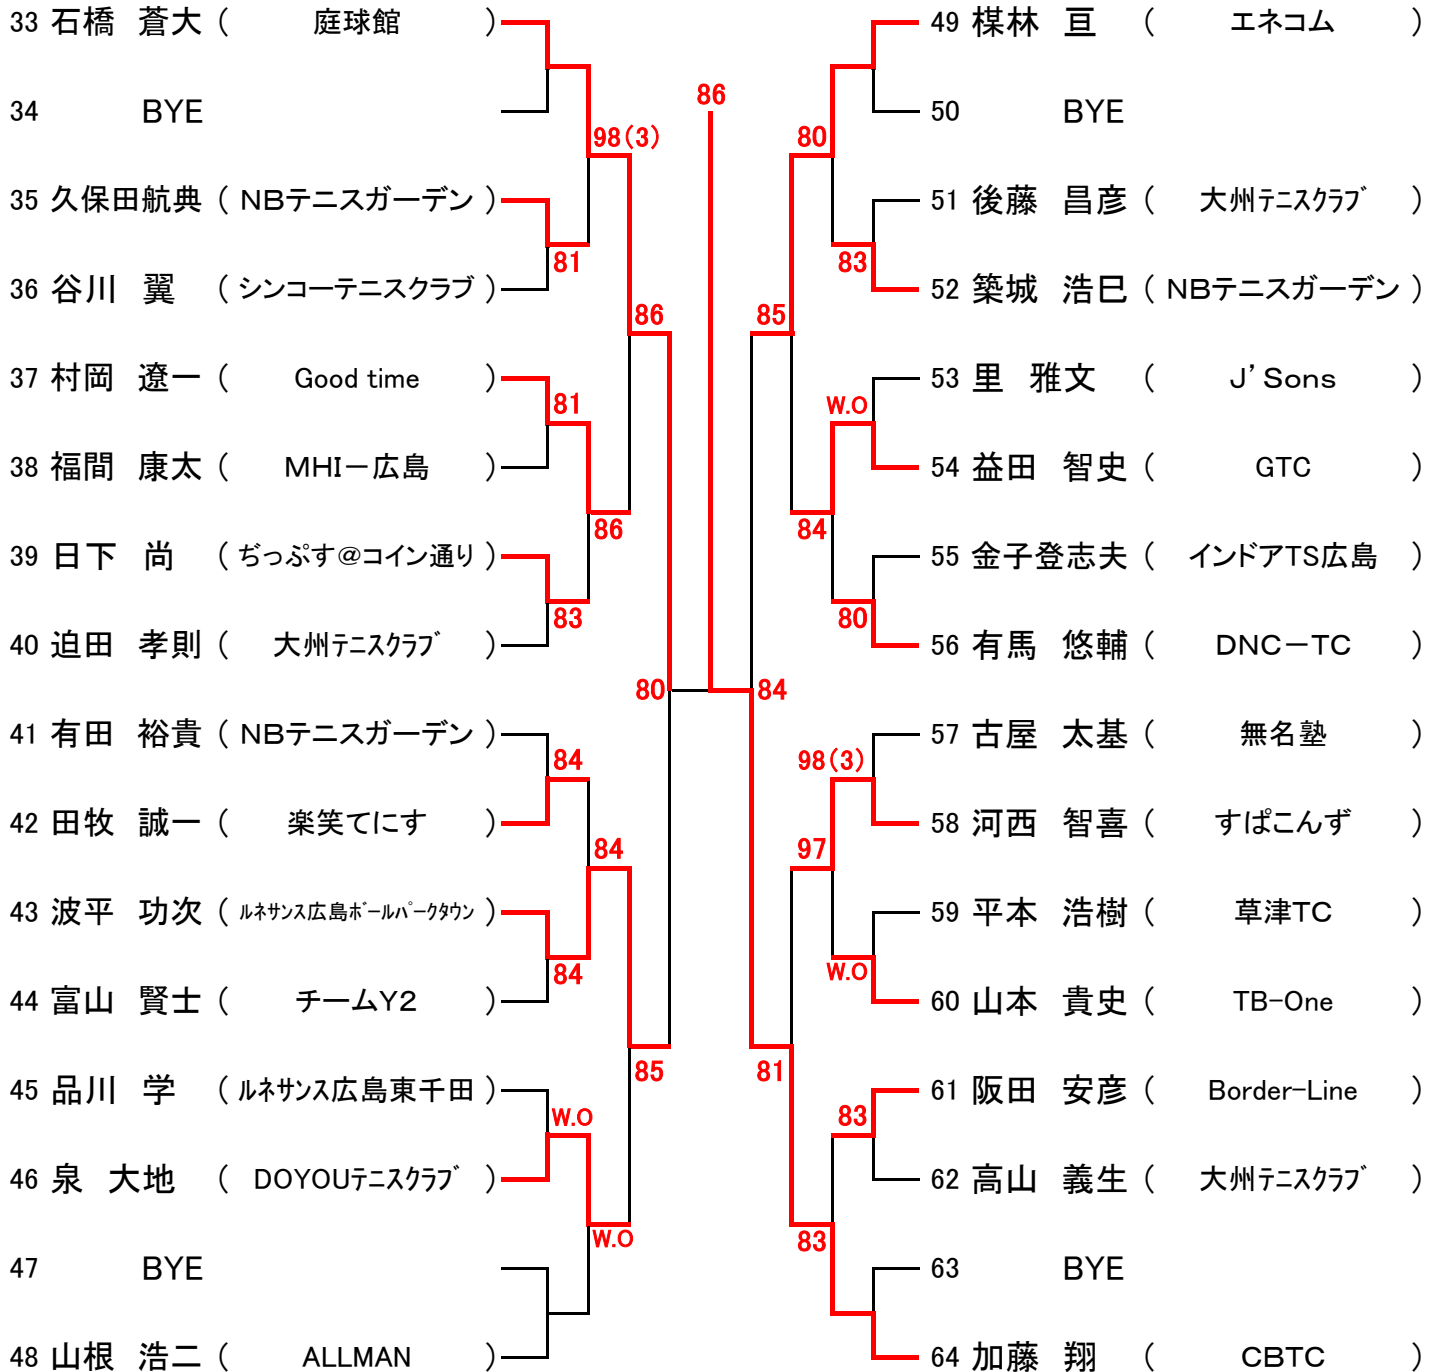 33 石橋 蒼大 ( 庭球館 )
34 BYE
98(3)
35 久保田航典 ( NBテニスガーデン )
81
36 谷川 翼 ( シンコーテニスクラブ )
86
37 村岡 遼一 ( Good time )
81
38 福間 康太 ( MHI－広島 )
86
39 日下 尚 ( ぢっぷす＠コイン通り )
83
40 迫田 孝則 ( 大州ﾃﾆｽｸﾗﾌﾞ )
80
41 有田 裕貴 ( NBテニスガーデン )
84
42 田牧 誠一 ( 楽笑てにす )
84
43 波平 功次 ( ﾙﾈｻﾝｽ広島ﾎﾞｰﾙﾊﾟｰｸﾀｳﾝ )
84
44 富山 賢士 ( チームY2 )
85
45 品川 学 ( ﾙﾈｻﾝｽ広島東千田 )
W.O
46 泉 大地 ( DOYOUﾃﾆｽｸﾗﾌﾞ )
W.O
47 BYE
48 山根 浩二 ( ALLMAN )
86
49 楳林 亘 ( エネコム )
50 BYE
80
51 後藤 昌彦 ( 大州ﾃﾆｽｸﾗﾌﾞ )
83
52 築城 浩巳 ( NBテニスガーデン )
85
53 里 雅文 ( J’Sons )
W.O
54 益田 智史 ( GTC )
84
55 金子登志夫 ( インドアTS広島 )
80
56 有馬 悠輔 ( DNC－TC )
84
57 古屋 太基 ( 無名塾 )
98(3)
58 河西 智喜 ( すぱこんず )
97
59 平本 浩樹 ( 草津TC )
W.O
60 山本 貴史 ( TB-One )
81
61 阪田 安彦 ( Border-Line )
83
62 高山 義生 ( 大州ﾃﾆｽｸﾗﾌﾞ )
83
63 BYE
64 加藤 翔 ( CBTC )